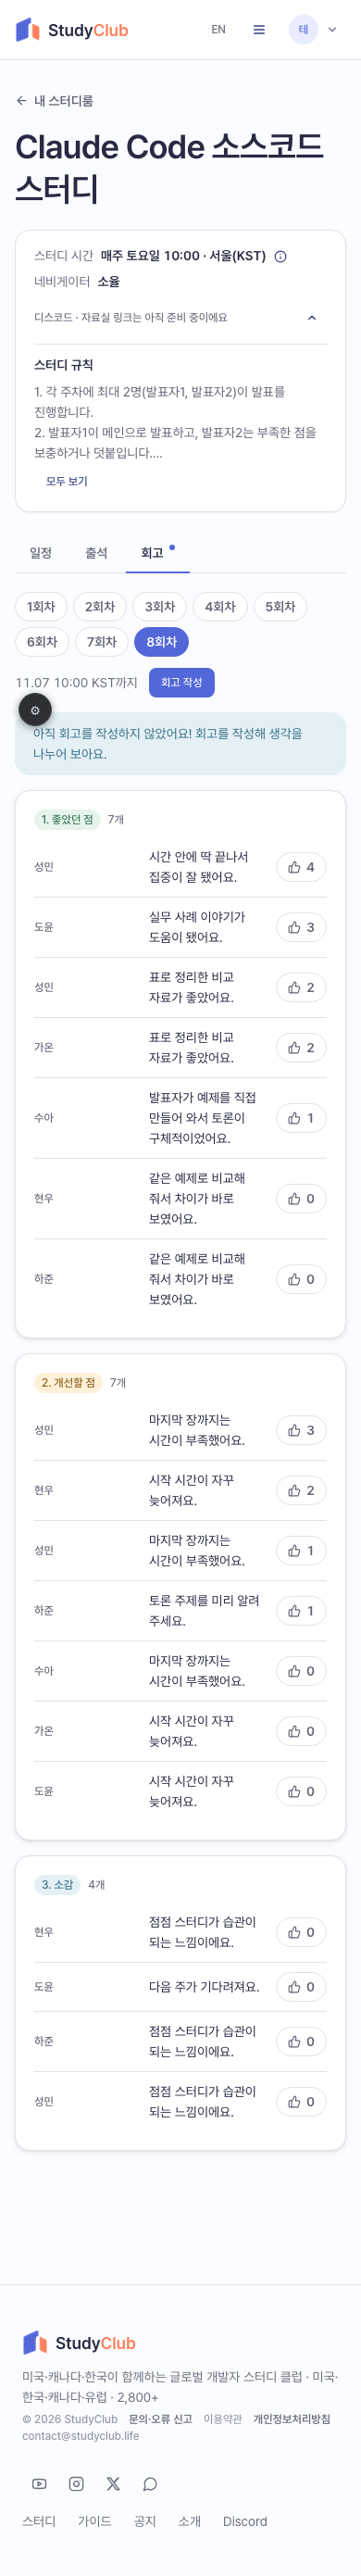 StudyClub
EN
테
← 내 스터디룸
Claude Code 소스코드
스터디
스터디 시간 매주 토요일 10:00 · 서울(KST)
네비게이터 소율
디스코드 · 자료실 링크는 아직 준비 중이에요
스터디 규칙
1. 각 주차에 최대 2명(발표자1, 발표자2)이 발표를
진행합니다.
2. 발표자1이 메인으로 발표하고, 발표자2는 부족한 점을
보충하거나 덧붙입니다....
모두 보기
일정 출석 회고
1회차 2회차 3회차 4회차 5회차
6회차 7회차 8회차
11.07 10:00 KST까지 회고 작성
아직 회고를 작성하지 않았어요! 회고를 작성해 생각을
나누어 보아요.
1. 좋았던 점 7개
성민 시간 안에 딱 끝나서
집중이 잘 됐어요. 4
도윤 실무 사례 이야기가
도움이 됐어요. 3
성민 표로 정리한 비교
자료가 좋았어요. 2
가온 표로 정리한 비교
자료가 좋았어요. 2
수아 발표자가 예제를 직접
만들어 와서 토론이
구체적이었어요. 1
현우 같은 예제로 비교해
줘서 차이가 바로
보였어요. 0
하준 같은 예제로 비교해
줘서 차이가 바로
보였어요. 0
2. 개선할 점 7개
성민 마지막 장까지는
시간이 부족했어요. 3
현우 시작 시간이 자꾸
늦어져요. 2
성민 마지막 장까지는
시간이 부족했어요. 1
하준 토론 주제를 미리 알려
주세요. 1
수아 마지막 장까지는
시간이 부족했어요. 0
가온 시작 시간이 자꾸
늦어져요. 0
도윤 시작 시간이 자꾸
늦어져요. 0
3. 소감 4개
현우 점점 스터디가 습관이
되는 느낌이에요. 0
도윤 다음 주가 기다려져요. 0
하준 점점 스터디가 습관이
되는 느낌이에요. 0
성민 점점 스터디가 습관이
되는 느낌이에요. 0
StudyClub
미국·캐나다·한국이 함께하는 글로벌 개발자 스터디 클럽 · 미국·
한국·캐나다·유럽 · 2,800+
© 2026 StudyClub 문의·오류 신고 이용약관 개인정보처리방침
contact@studyclub.life
스터디 가이드 공지 소개 Discord